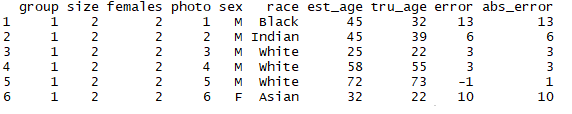 group size females photo sex race est_age tru_age error abs_error
1 1 2 2 1 M Black 45 32 13 13
2 1 2 2 2 M Indian 45 39 6 6
3 1 2 2 3 M White 25 22 3 3
4 1 2 2 4 M White 58 55 3 3
5 1 2 2 5 M White 72 73 -1 1
6 1 2 2 6 F Asian 32 22 10 10